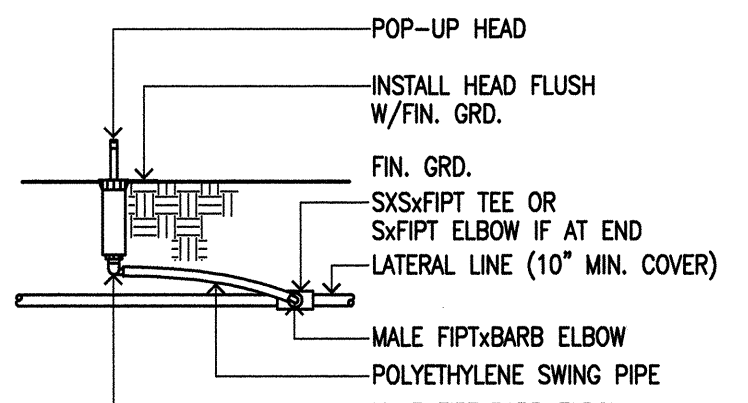 POP-UP HEAD
INSTALL HEAD FLUSH
W/FIN. GRD.
FIN. GRD.
SXSxFIPT TEE OR
SxFIPT ELBOW IF AT END
LATERAL LINE (10" MIN. COVER)
MALE FIPTxBARB ELBOW
POLYETHYLENE SWING PIPE